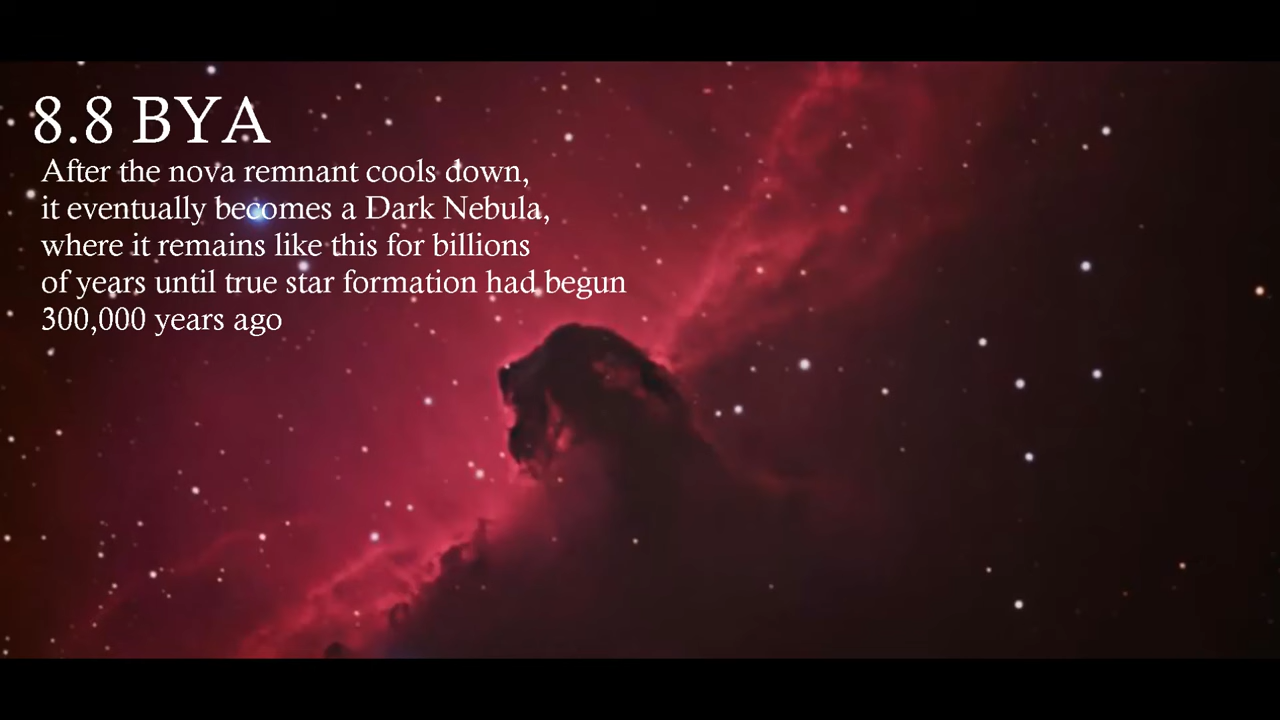 8.8 BYA
After the nova remnant cools down,
it eventually becomes a Dark Nebula,
where it remains like this for billions
of years until true star formation had begun
300,000 years ago